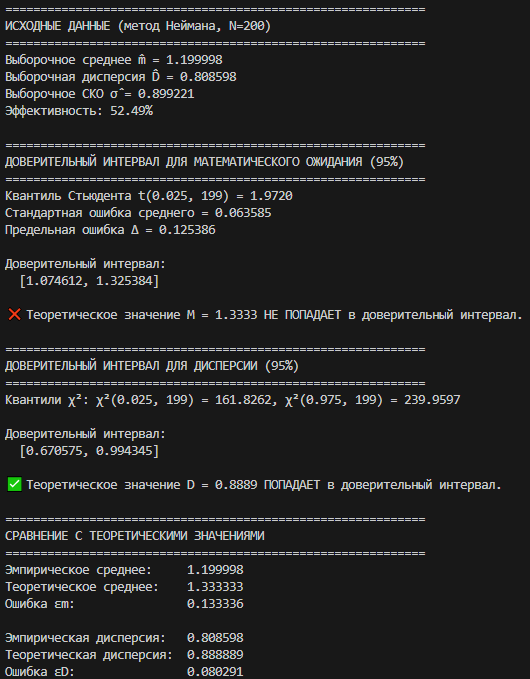 ============================================================
ИСХОДНЫЕ ДАННЫЕ (метод Неймана, N=200)
============================================================
Выборочное среднее m̂ = 1.199998
Выборочная дисперсия D̂ = 0.808598
Выборочное СКО σ̂ = 0.899221
Эффективность: 52.49%

============================================================
ДОВЕРИТЕЛЬНЫЙ ИНТЕРВАЛ ДЛЯ МАТЕМАТИЧЕСКОГО ОЖИДАНИЯ (95%)
============================================================
Квантиль Стьюдента t(0.025, 199) = 1.9720
Стандартная ошибка среднего = 0.063585
Предельная ошибка Δ = 0.125386

Доверительный интервал:
  [1.074612, 1.325384]

❌ Теоретическое значение M = 1.3333 НЕ ПОПАДАЕТ в доверительный интервал.

============================================================
ДОВЕРИТЕЛЬНЫЙ ИНТЕРВАЛ ДЛЯ ДИСПЕРСИИ (95%)
============================================================
Квантили χ²: χ²(0.025, 199) = 161.8262, χ²(0.975, 199) = 239.9597

Доверительный интервал:
  [0.670575, 0.994345]

✅ Теоретическое значение D = 0.8889 ПОПАДАЕТ в доверительный интервал.

============================================================
СРАВНЕНИЕ С ТЕОРЕТИЧЕСКИМИ ЗНАЧЕНИЯМИ
============================================================
Эмпирическое среднее:     1.199998
Теоретическое среднее:    1.333333
Ошибка εm:                0.133336

Эмпирическая дисперсия:   0.808598
Теоретическая дисперсия:  0.888889
Ошибка εD:                0.080291